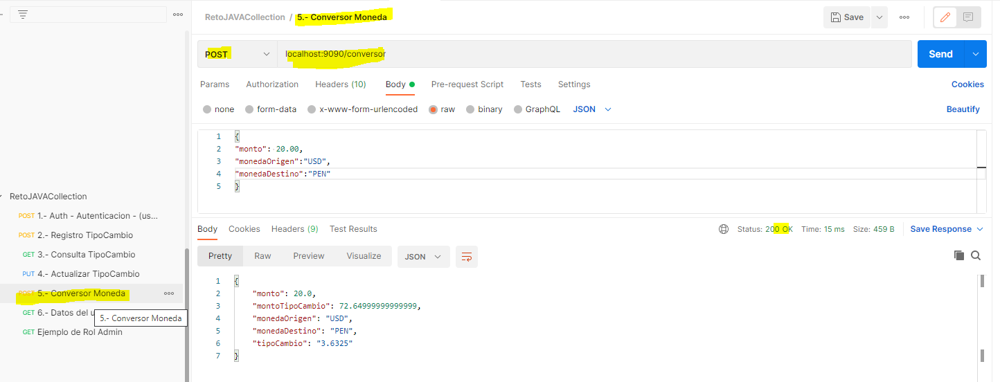 RetoJAVACollection / 5.- Conversor Moneda
Save
POST
localhost:9090/conversor
Send
Params Authorization Headers (10) Body Pre-request Script Tests Settings Cookies
none form-data x-www-form-urlencoded raw binary GraphQL JSON Beautify
1 {
2 "monto": 20.00,
3 "monedaOrigen":"USD",
4 "monedaDestino":"PEN"
5 }
RetoJAVACollection
POST 1.- Auth - Autenticacion - (us...
POST 2.- Registro TipoCambio
GET 3.- Consulta TipoCambio
PUT 4.- Actualizar TipoCambio
POST 5.- Conversor Moneda
GET 6.- Datos del u
5.- Conversor Moneda
GET Ejemplo de Rol Admin
Body Cookies Headers (9) Test Results Status: 200 OK Time: 15 ms Size: 459 B Save Response
Pretty Raw Preview Visualize JSON
1 {
2 "monto": 20.0,
3 "montoTipoCambio": 72.64999999999999,
4 "monedaOrigen": "USD",
5 "monedaDestino": "PEN",
6 "tipoCambio": "3.6325"
7 }